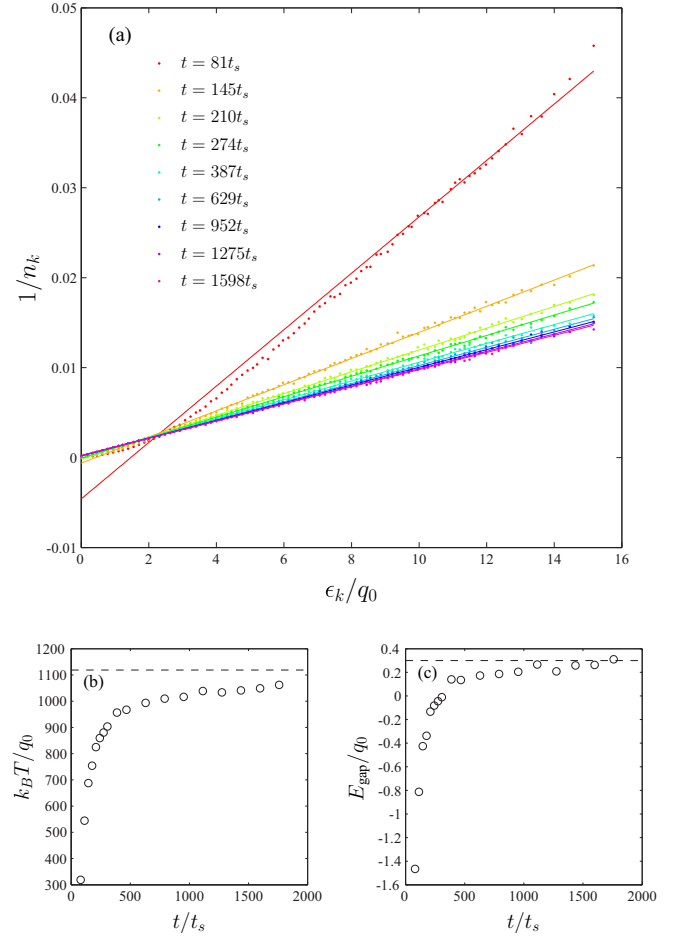 0.05
(a)
t = 81t_s
t = 145t_s
0.04
t = 210t_s
t = 274t_s
t = 387t_s
0.03
t = 629t_s
t = 952t_s
t = 1275t_s
t = 1598t_s
1/n_k
0.02
0.01
0
-0.01
0 2 4 6 8 10 12 14 16
ϵ_k/q_0
1200
1100
1000
900
800
700
600
500
400
300
(b)
k_BT/q_0
0 500 1000 1500 2000
t/t_s
0.4
0.2
0
-0.2
-0.4
-0.6
-0.8
-1
-1.2
-1.4
-1.6
(c)
E_gap/q_0
0 500 1000 1500 2000
t/t_s